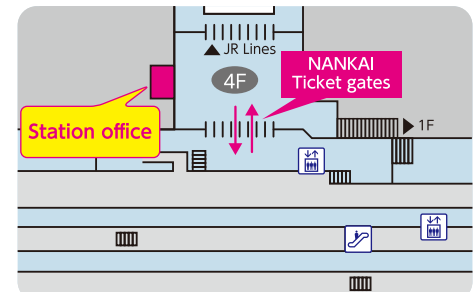 ▲ JR Lines
4F
NANKAI
Ticket gates
Station office
▶ 1F